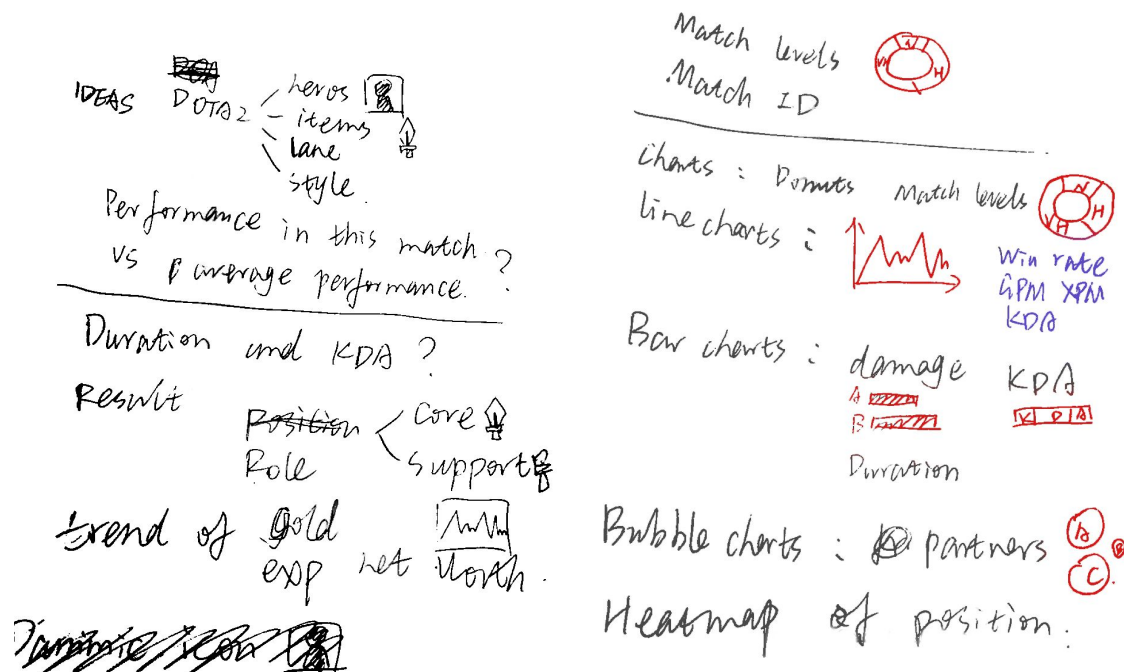 IDEAS DOTA2 heros
items
lane
style
Performance in this match
vs average performance. ?
Duration and KDA ?
Result
Position core
Role support
trend of gold
exp net worth.
icon
Match levels N H
Match ID
charts : Donuts Match levels N H H V
line charts :
Win rate
GPM XPM
KDA
Bar charts : damage KDA
A
B
K D A
Duration
Bubble charts : partners A B
C
Heatmap of position.